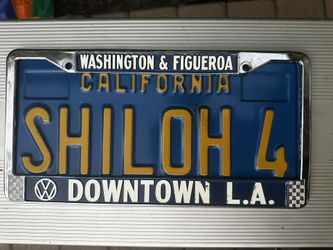 WASHINGTON & FIGUEROA
CALIFORNIA
SHILOH 4
DOWNTOWN L.A.